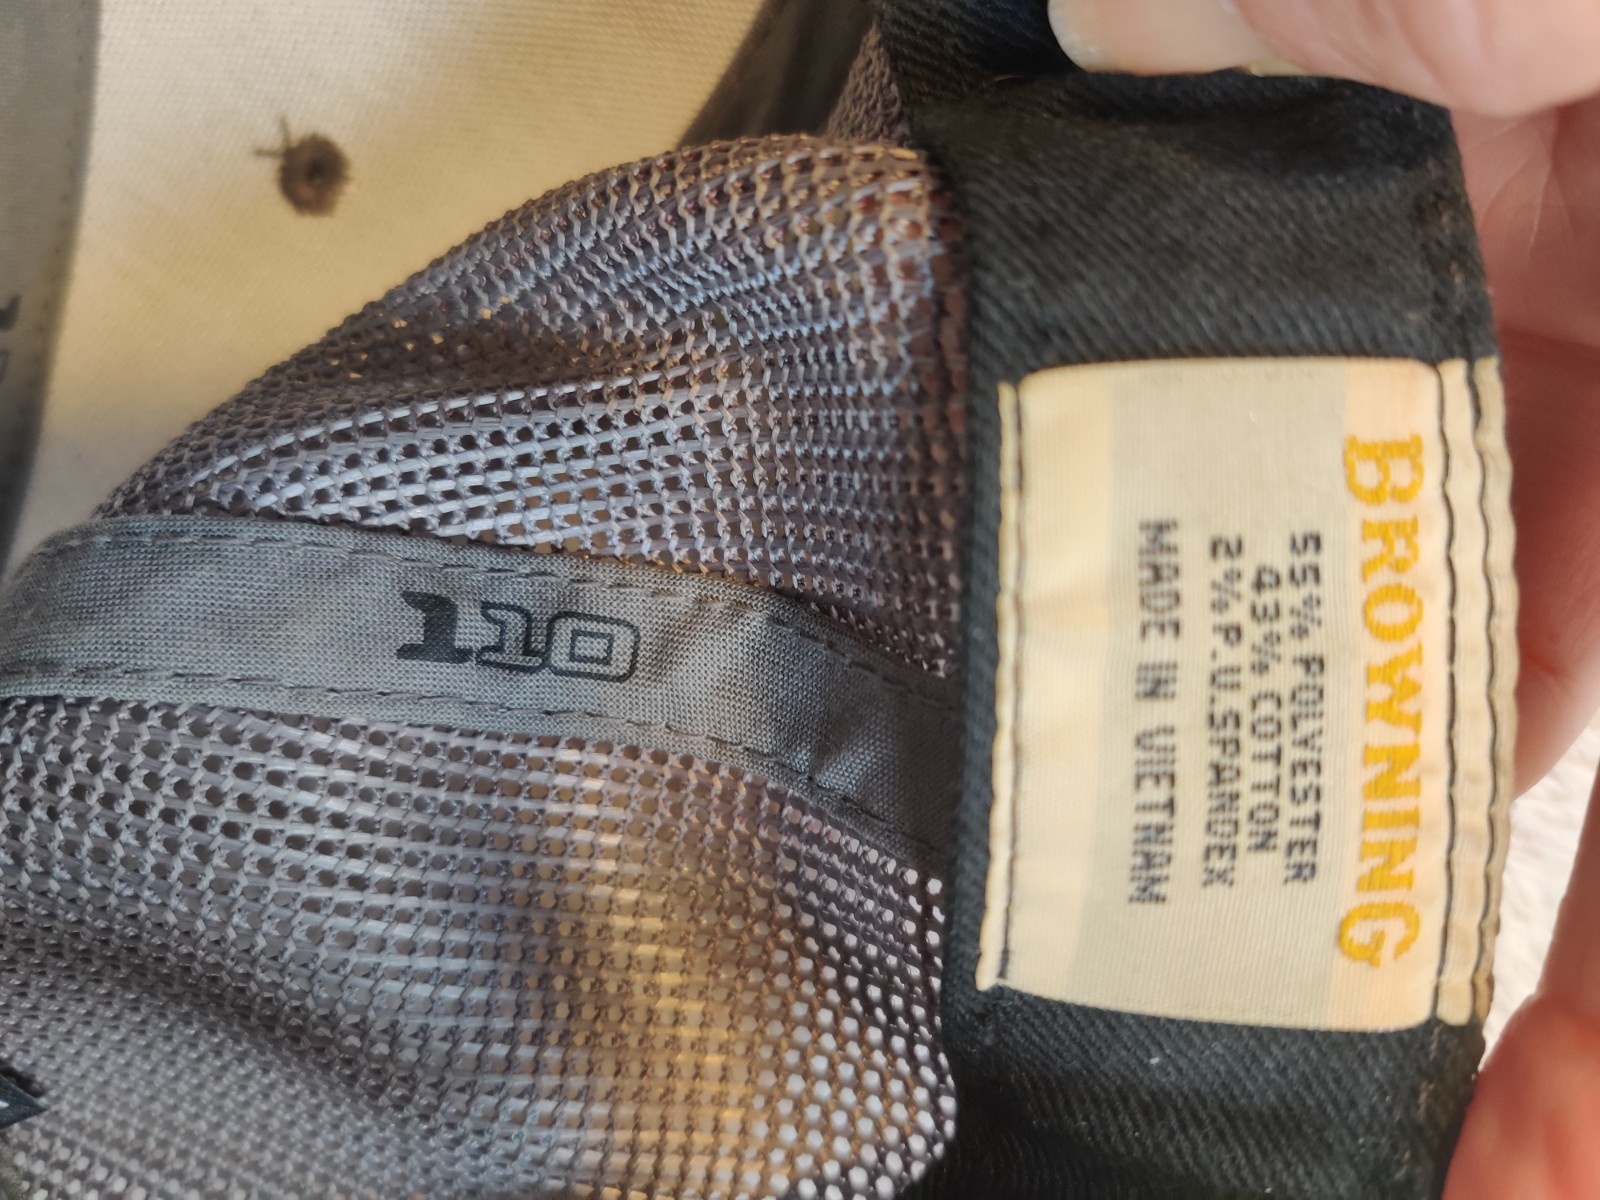 BROWNING
55% POLYESTER
43% COTTON
2% P.U.SPANDEX
MADE IN VIETNAM
110